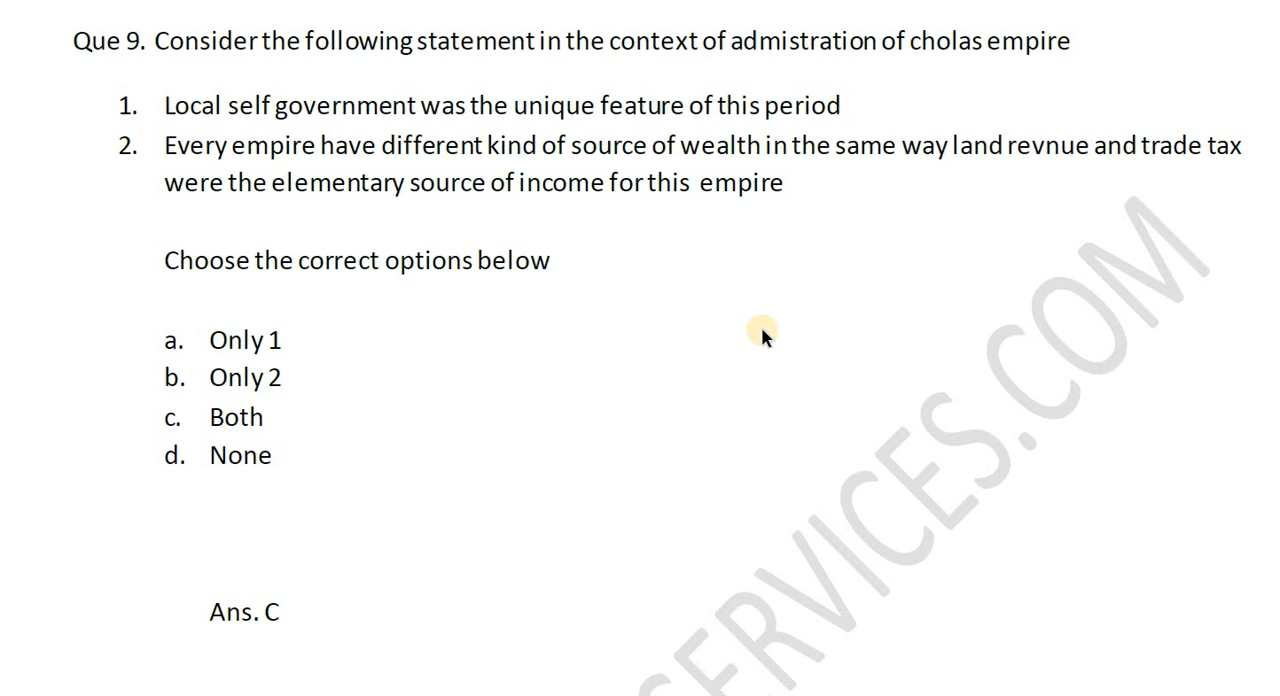 Que 9. Consider the following statement in the context of admistration of cholas empire
1. Local self government was the unique feature of this period
2. Every empire have different kind of source of wealth in the same way land revnue and trade tax
were the elementary source of income for this empire
Choose the correct options below
a. Only 1
b. Only 2
c. Both
d. None
Ans. C
SERVICES.COM